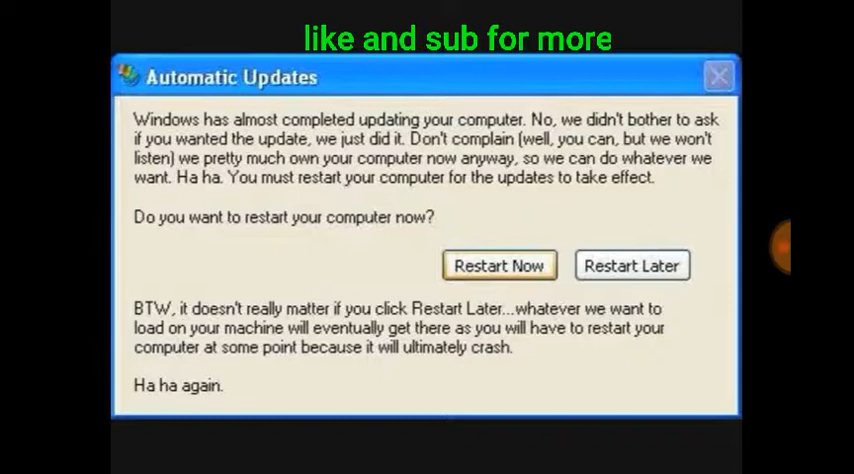 like and sub for more
Automatic Updates
Windows has almost completed updating your computer. No, we didn't bother to ask
if you wanted the update, we just did it. Don't complain (well, you can, but we won't
listen) we pretty much own your computer now anyway, so we can do whatever we
want. Ha ha. You must restart your computer for the updates to take effect.
Do you want to restart your computer now?
Restart Now Restart Later
BTW, it doesn't really matter if you click Restart Later...whatever we want to
load on your machine will eventually get there as you will have to restart your
computer at some point because it will ultimately crash.
Ha ha again.